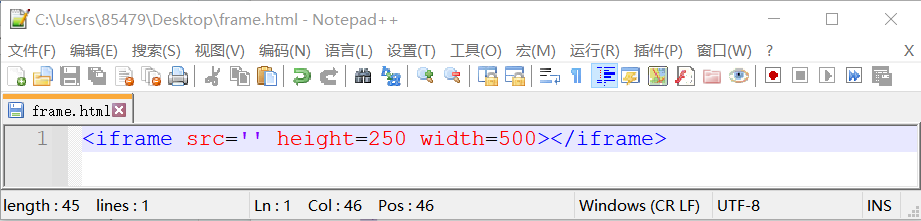 C:\Users\85479\Desktop\frame.html - Notepad++
文件(F) 编辑(E) 搜索(S) 视图(V) 编码(N) 语言(L) 设置(T) 工具(O) 宏(M) 运行(R) 插件(P) 窗口(W) ? X
frame.html
1 <iframe src='' height=250 width=500></iframe>
length : 45 lines : 1 Ln : 1 Col : 46 Pos : 46 Windows (CR LF) UTF-8 INS